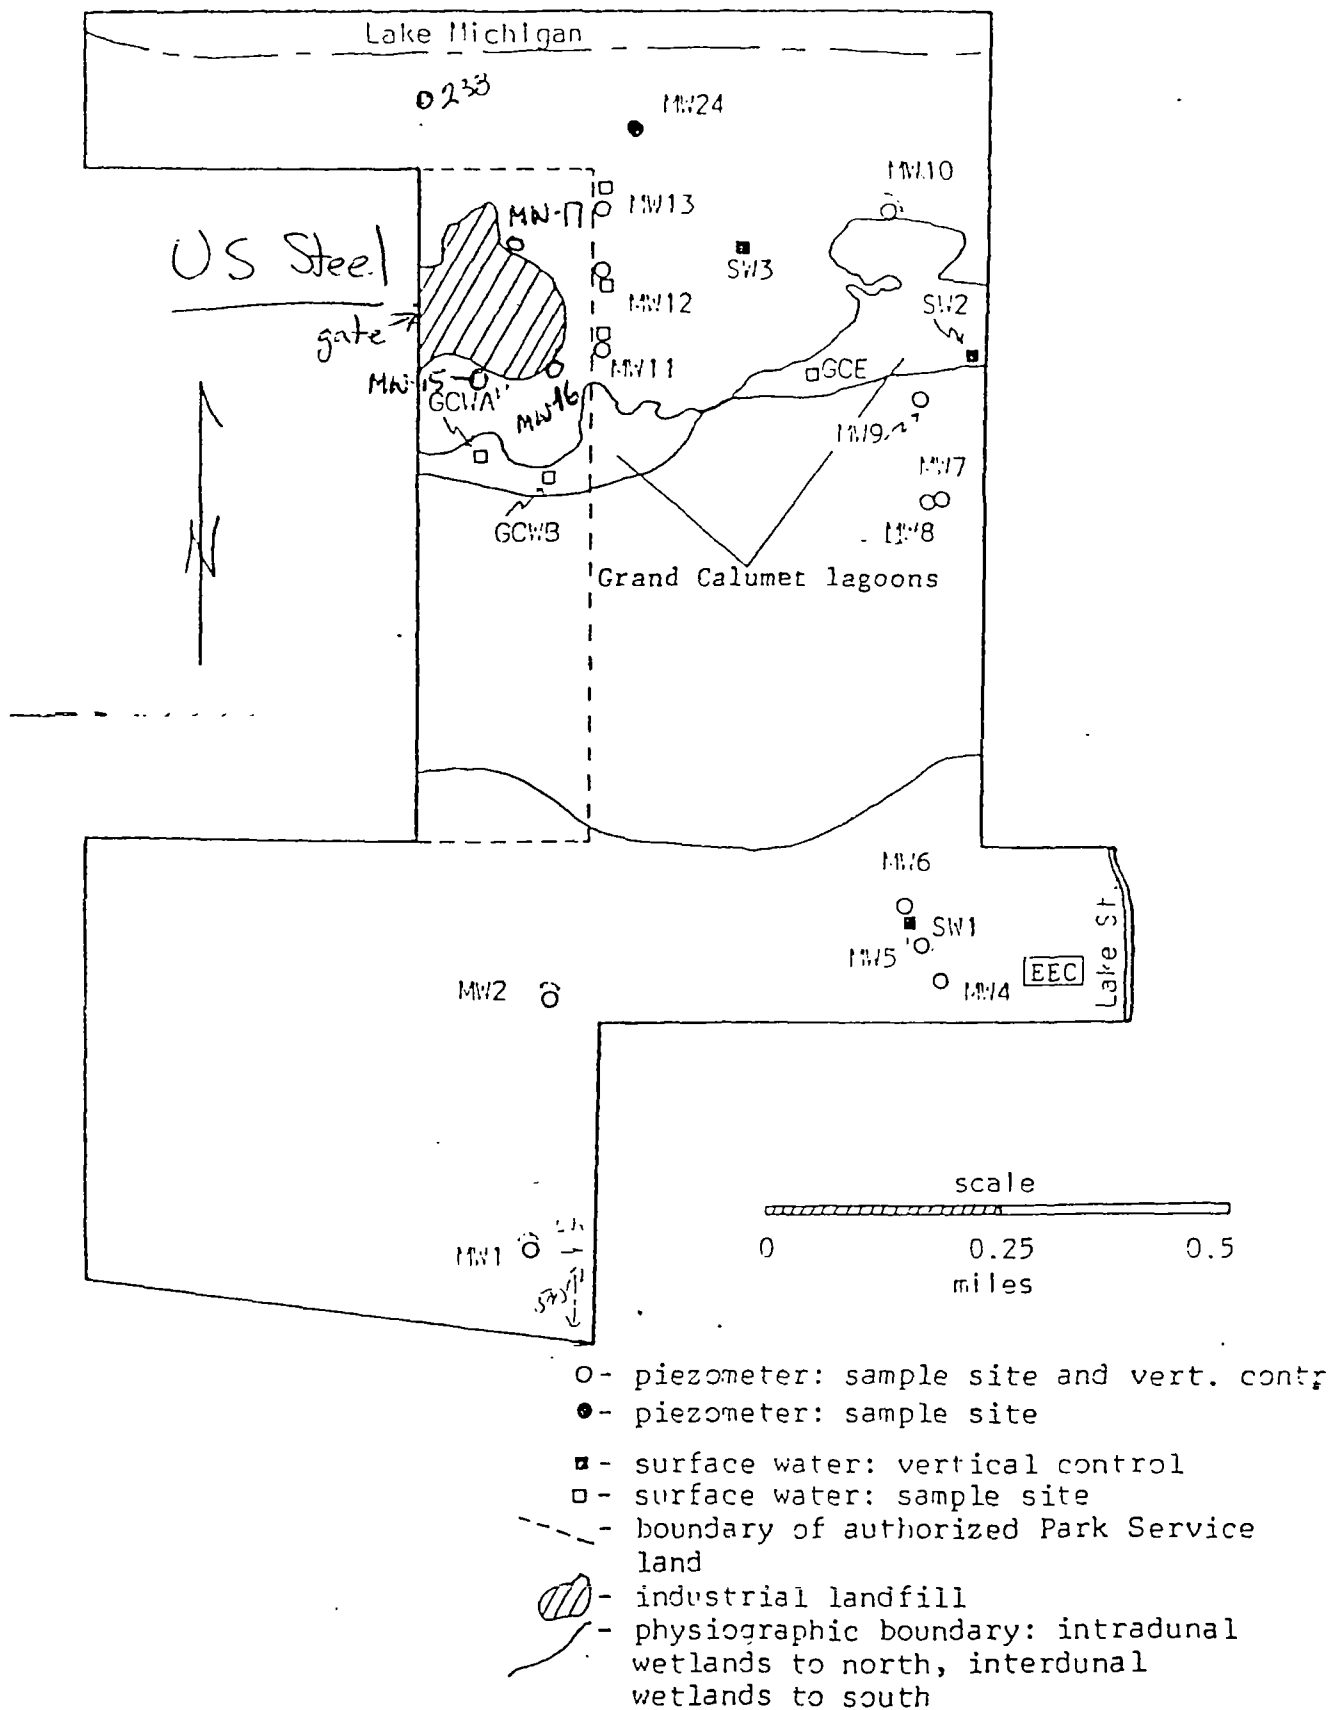 Lake Michigan
233
MW24
MW10
MW-17
MW13
US Steel
SW3
MW12
SW2
gate
MW11
GCE
MW-15
GCWA
MW16
MW9
MW7
GCWB
MW8
Grand Calumet lagoons
N
MW6
SW1
MW5
EEC
Lake St.
MW2
MW4
scale
MW1
0 0.25 0.5
miles
O- piezometer: sample site and vert. contr
●- piezometer: sample site
■- surface water: vertical control
□- surface water: sample site
- boundary of authorized Park Service
land
- industrial landfill
- physiographic boundary: intradunal
wetlands to north, interdunal
wetlands to south